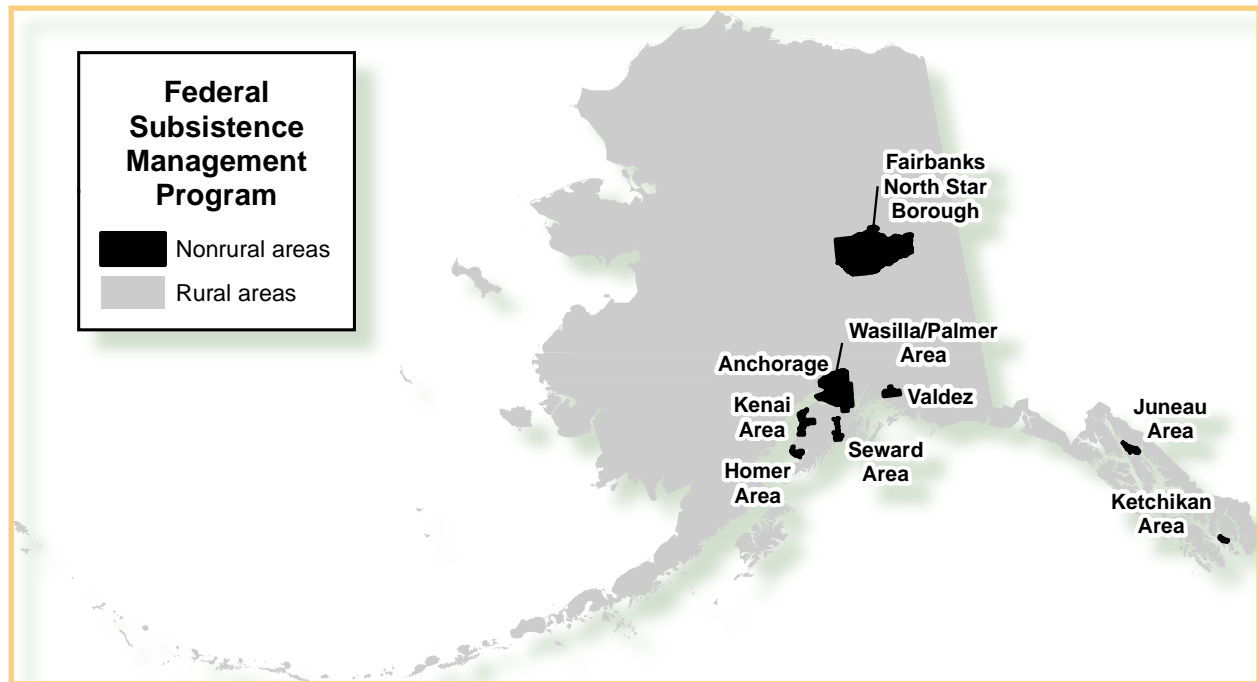 Federal
Subsistence
Management
Program
Nonrural areas
Rural areas
Fairbanks
North Star
Borough
Wasilla/Palmer
Area
Anchorage
Valdez
Kenai
Area
Seward
Area
Homer
Area
Juneau
Area
Ketchikan
Area